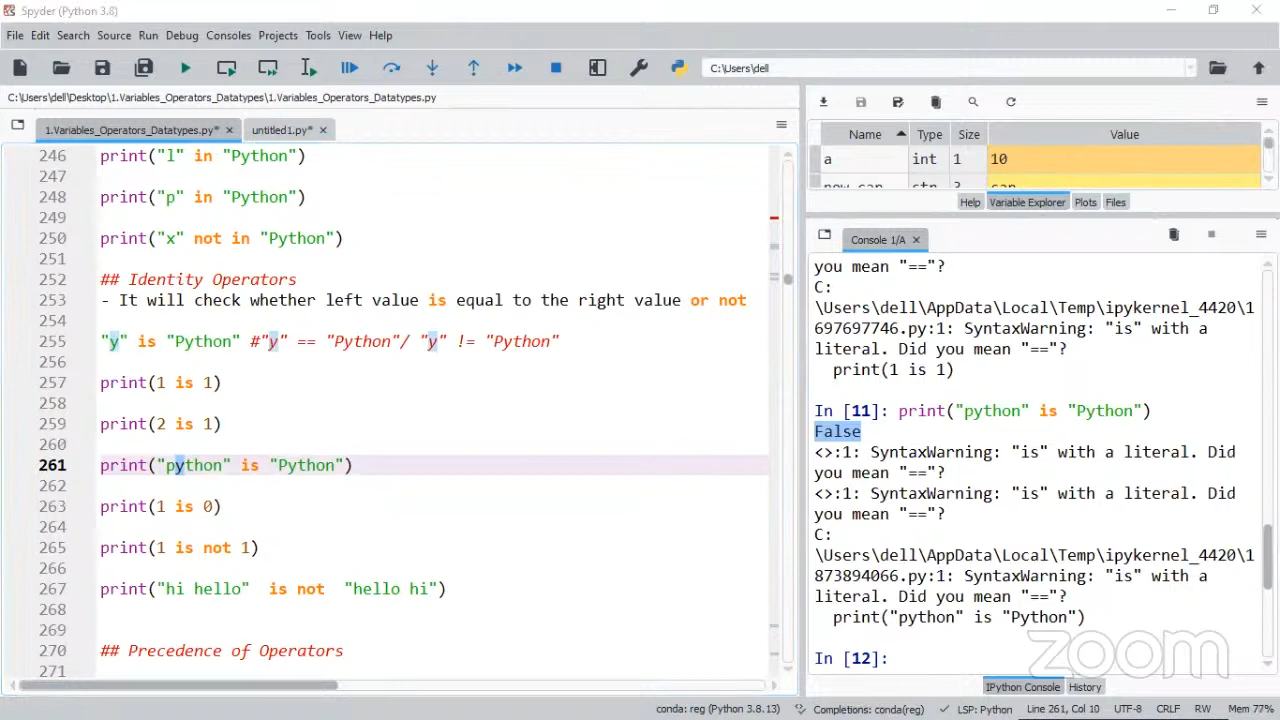 Spyder (Python 3.8)
File Edit Search Source Run Debug Consoles Projects Tools View Help
C:\Users\dell
C:\Users\dell\Desktop\1.Variables_Operators_Datatypes\1.Variables_Operators_Datatypes.py
1.Variables_Operators_Datatypes.py* untitled1.py*
246 print("l" in "Python")
247
248 print("p" in "Python")
249
250 print("x" not in "Python")
251
252 ## Identity Operators
253 - It will check whether left value is equal to the right value or not
254
255 "y" is "Python" #"y" == "Python"/ "y" != "Python"
256
257 print(1 is 1)
258
259 print(2 is 1)
260
261 print("python" is "Python")
262
263 print(1 is 0)
264
265 print(1 is not 1)
266
267 print("hi hello"  is not  "hello hi")
268
269
270 ## Precedence of Operators
271
Name Type Size Value
a int 1 10
Help Variable Explorer Plots Files
Console 1/A
you mean "=="?
C:
\Users\dell\AppData\Local\Temp\ipykernel_4420\1
697697746.py:1: SyntaxWarning: "is" with a
literal. Did you mean "=="?
print(1 is 1)
In [11]: print("python" is "Python")
False
<>:1: SyntaxWarning: "is" with a literal. Did
you mean "=="?
<>:1: SyntaxWarning: "is" with a literal. Did
you mean "=="?
C:
\Users\dell\AppData\Local\Temp\ipykernel_4420\1
873894066.py:1: SyntaxWarning: "is" with a
literal. Did you mean "=="?
print("python" is "Python")
In [12]:
zoom
IPython Console History
conda: reg (Python 3.8.13) Completions: conda(reg) LSP: Python Line 261, Col 10 UTF-8 CRLF RW Mem 77%